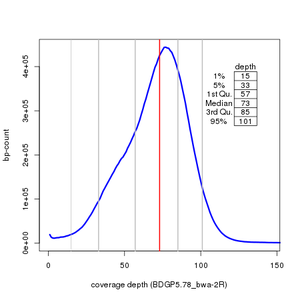 bp-count
4e+05
3e+05
2e+05
1e+05
0e+00
depth
1% 15
5% 33
1st Qu. 57
Median 73
3rd Qu. 85
95% 101
0 50 100 150
coverage depth (BDGP5.78_bwa-2R)